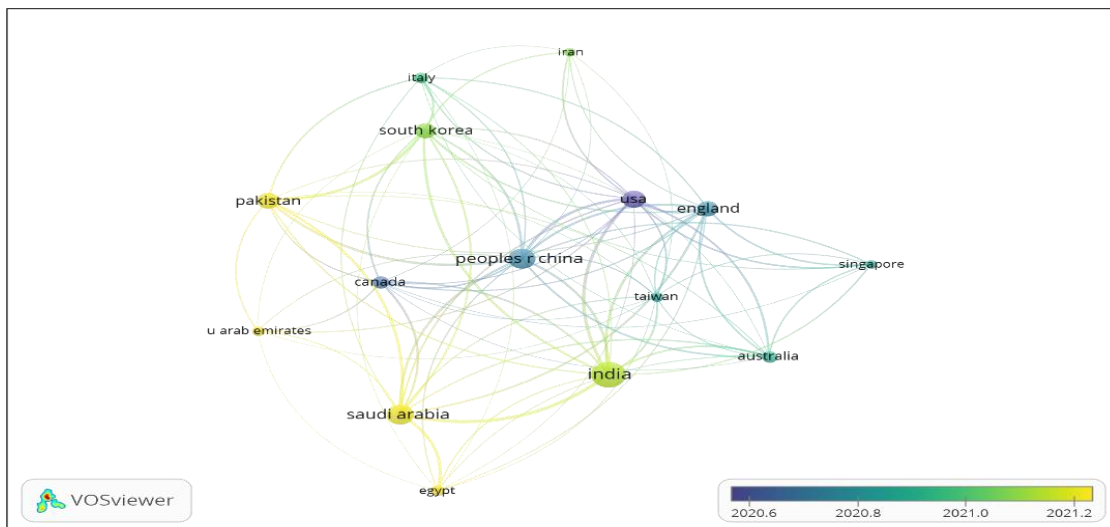 iran
italy
south korea
pakistan
usa
england
peoples r china
singapore
canada
taiwan
u arab emirates
australia
india
saudi arabia
egypt
VOSviewer
2020.6 2020.8 2021.0 2021.2